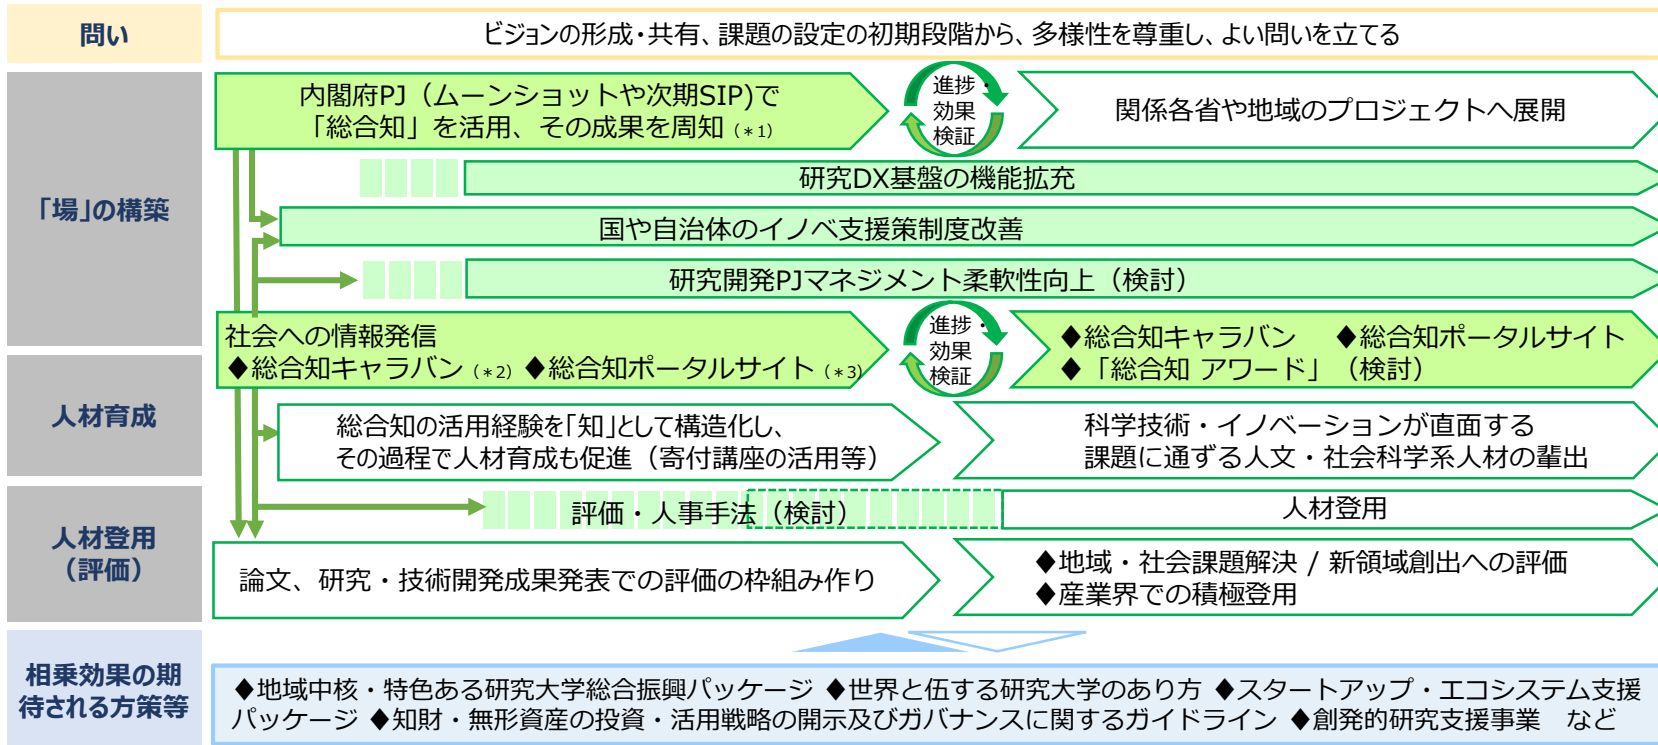 問い
ビジョンの形成・共有、課題の設定の初期段階から、多様性を尊重し、よい問いを立てる
「場」の構築
内閣府PJ（ムーンショットや次期SIP)で
「総合知」を活用、その成果を周知（＊1）
進捗・
効果
検証
関係各省や地域のプロジェクトへ展開
研究DX基盤の機能拡充
国や自治体のイノベ支援策制度改善
研究開発PJマネジメント柔軟性向上（検討）
社会への情報発信
◆総合知キャラバン（＊2）◆総合知ポータルサイト（＊3）
進捗・
効果
検証
◆総合知キャラバン　◆総合知ポータルサイト
◆「総合知 アワード」（検討）
人材育成
総合知の活用経験を「知」として構造化し、
その過程で人材育成も促進（寄付講座の活用等）
科学技術・イノベーションが直面する
課題に通ずる人文・社会科学系人材の輩出
人材登用
（評価）
評価・人事手法（検討）
人材登用
論文、研究・技術開発成果発表での評価の枠組み作り
◆地域・社会課題解決 / 新領域創出への評価
◆産業界での積極登用
相乗効果の期
待される方策等
◆地域中核・特色ある研究大学総合振興パッケージ ◆世界と伍する研究大学のあり方 ◆スタートアップ・エコシステム支援
パッケージ ◆知財・無形資産の投資・活用戦略の開示及びガバナンスに関するガイドライン ◆創発的研究支援事業　など